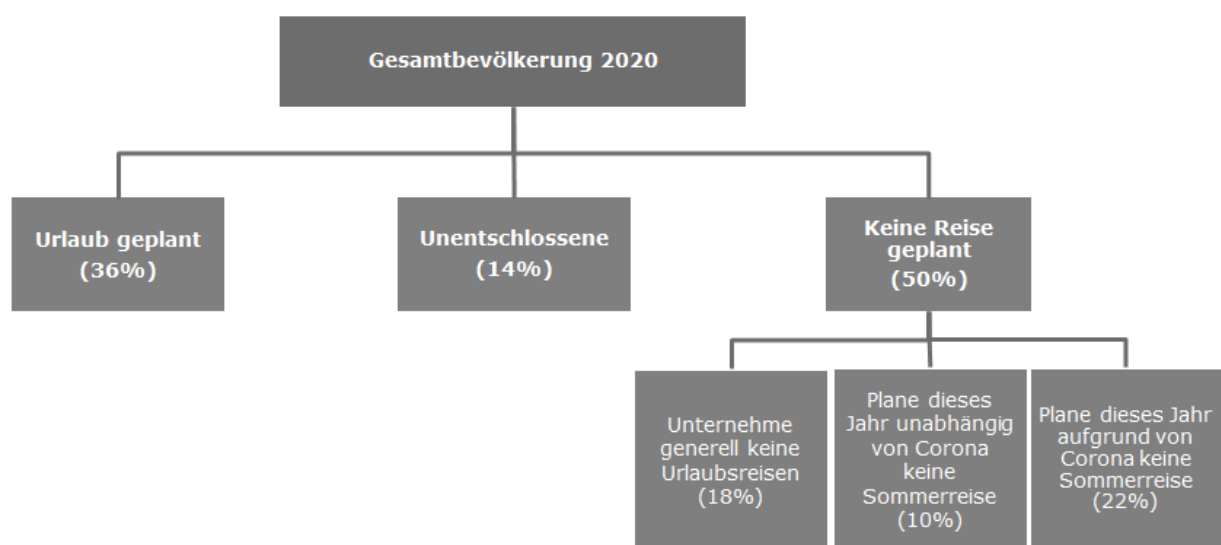 Gesamtbevölkerung 2020
Urlaub geplant
(36%)
Unentschlossene
(14%)
Keine Reise
geplant
(50%)
Unternehme
generell keine
Urlaubsreisen
(18%)
Plane dieses
Jahr unabhängig
von Corona
keine
Sommerreise
(10%)
Plane dieses Jahr
aufgrund von
Corona keine
Sommerreise
(22%)